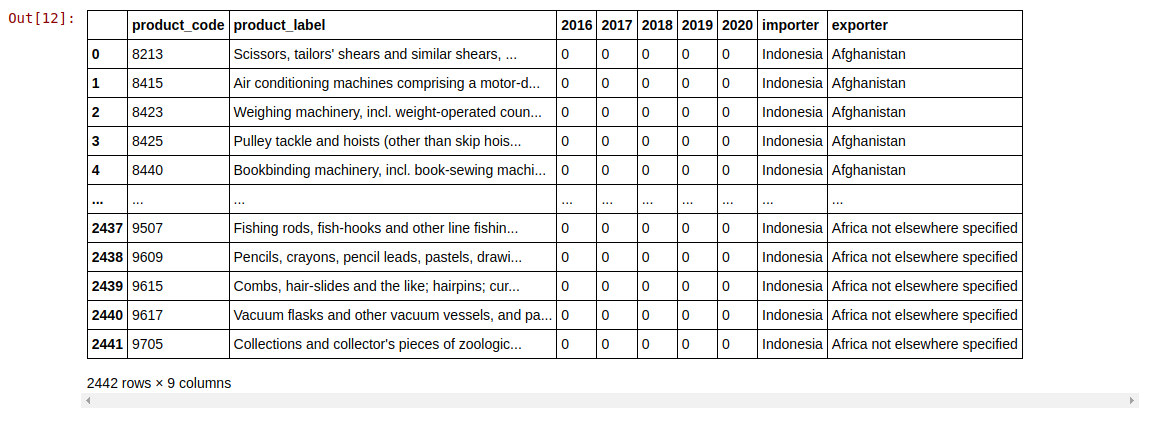 Out[12]:
product_code product_label 2016 2017 2018 2019 2020 importer exporter
0 8213 Scissors, tailors' shears and similar shears, ... 0 0 0 0 0 Indonesia Afghanistan
1 8415 Air conditioning machines comprising a motor-d... 0 0 0 0 0 Indonesia Afghanistan
2 8423 Weighing machinery, incl. weight-operated coun... 0 0 0 0 0 Indonesia Afghanistan
3 8425 Pulley tackle and hoists (other than skip hois... 0 0 0 0 0 Indonesia Afghanistan
4 8440 Bookbinding machinery, incl. book-sewing machi... 0 0 0 0 0 Indonesia Afghanistan
... ... ... ... ... ... ... ... ... ...
2437 9507 Fishing rods, fish-hooks and other line fishin... 0 0 0 0 0 Indonesia Africa not elsewhere specified
2438 9609 Pencils, crayons, pencil leads, pastels, drawi... 0 0 0 0 0 Indonesia Africa not elsewhere specified
2439 9615 Combs, hair-slides and the like; hairpins; cur... 0 0 0 0 0 Indonesia Africa not elsewhere specified
2440 9617 Vacuum flasks and other vacuum vessels, and pa... 0 0 0 0 0 Indonesia Africa not elsewhere specified
2441 9705 Collections and collector's pieces of zoologic... 0 0 0 0 0 Indonesia Africa not elsewhere specified
2442 rows × 9 columns